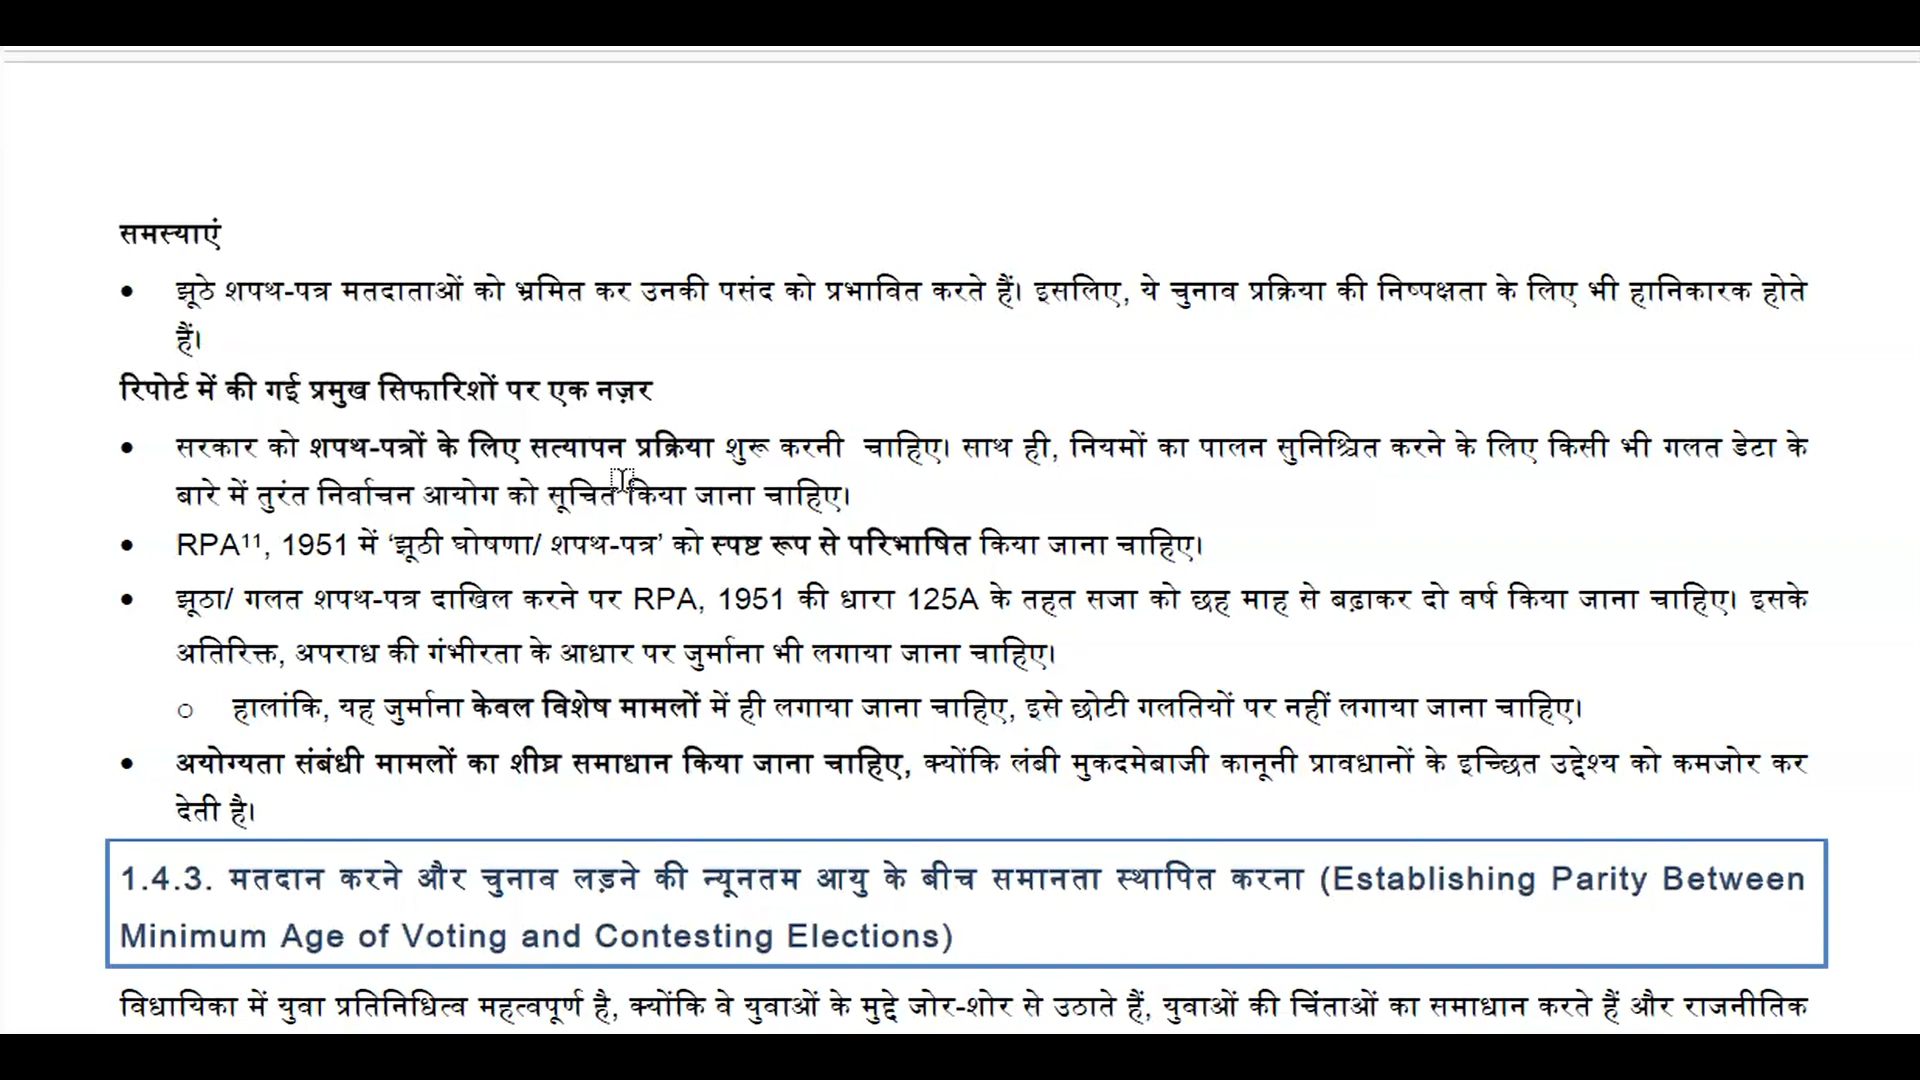 समस्याएं
• झूठे शपथ-पत्र मतदाताओं को भ्रमित कर उनकी पसंद को प्रभावित करते हैं। इसलिए, ये चुनाव प्रक्रिया की निष्पक्षता के लिए भी हानिकारक होते
हैं।
रिपोर्ट में की गई प्रमुख सिफारिशों पर एक नज़र
• सरकार को शपथ-पत्रों के लिए सत्यापन प्रक्रिया शुरू करनी चाहिए। साथ ही, नियमों का पालन सुनिश्चित करने के लिए किसी भी गलत डेटा के
बारे में तुरंत निर्वाचन आयोग को सूचित किया जाना चाहिए।
• RPA¹¹, 1951 में ‘झूठी घोषणा/ शपथ-पत्र’ को स्पष्ट रूप से परिभाषित किया जाना चाहिए।
• झूठा/ गलत शपथ-पत्र दाखिल करने पर RPA, 1951 की धारा 125A के तहत सजा को छह माह से बढ़ाकर दो वर्ष किया जाना चाहिए। इसके
अतिरिक्त, अपराध की गंभीरता के आधार पर जुर्माना भी लगाया जाना चाहिए।
○ हालांकि, यह जुर्माना केवल विशेष मामलों में ही लगाया जाना चाहिए, इसे छोटी गलतियों पर नहीं लगाया जाना चाहिए।
• अयोग्यता संबंधी मामलों का शीघ्र समाधान किया जाना चाहिए, क्योंकि लंबी मुकदमेबाजी कानूनी प्रावधानों के इच्छित उद्देश्य को कमजोर कर
देती है।
1.4.3. मतदान करने और चुनाव लड़ने की न्यूनतम आयु के बीच समानता स्थापित करना (Establishing Parity Between
Minimum Age of Voting and Contesting Elections)
विधायिका में युवा प्रतिनिधित्व महत्वपूर्ण है, क्योंकि वे युवाओं के मुद्दे जोर-शोर से उठाते हैं, युवाओं की चिंताओं का समाधान करते हैं और राजनीतिक